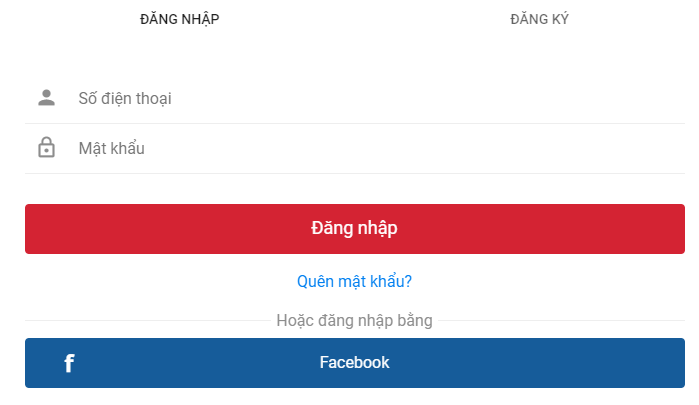 ĐĂNG NHẬP ĐĂNG KÝ
Số điện thoại
Mật khẩu
Đăng nhập
Quên mật khẩu?
Hoặc đăng nhập bằng
f Facebook